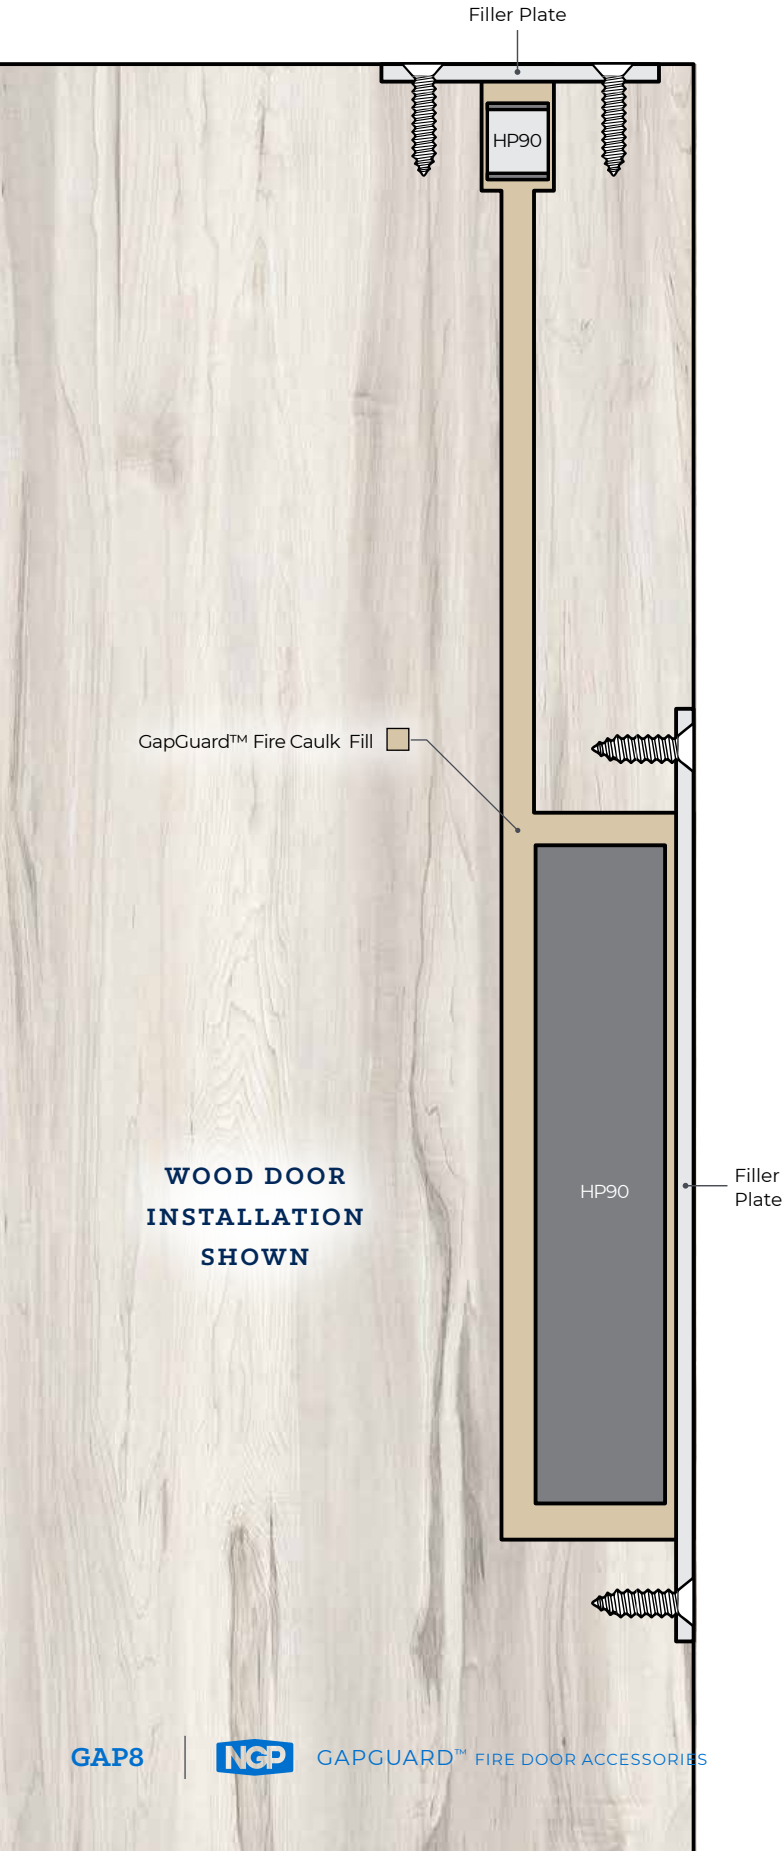 Filler Plate
HP90
GapGuard™ Fire Caulk Fill
WOOD DOOR
INSTALLATION
SHOWN
HP90
Filler
Plate
GAP8 | NGP GAPGUARD™ FIRE DOOR ACCESSORIES